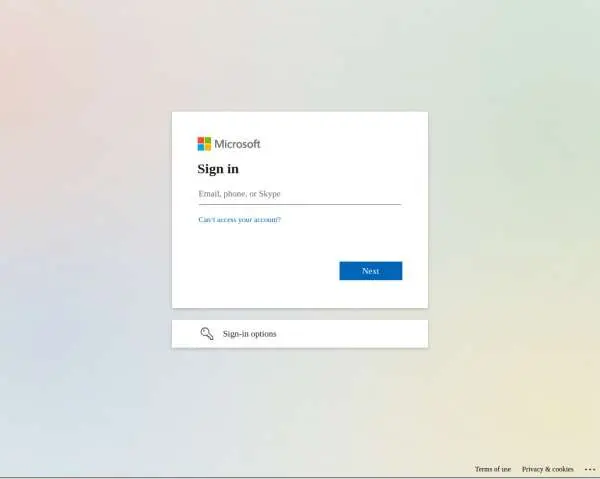 Microsoft
Sign in
Email, phone, or Skype
Can't access your account?
Next
Sign-in options
Terms of use Privacy & cookies ...